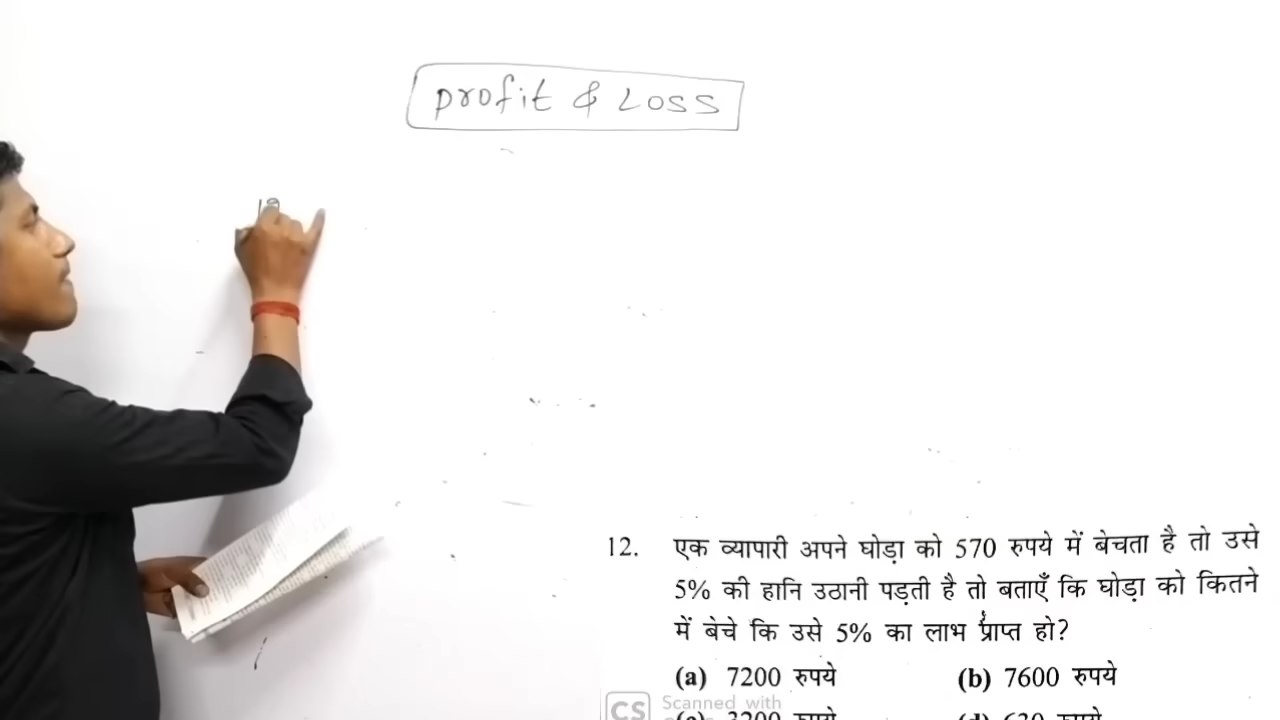 profit & Loss
12. एक व्यापारी अपने घोड़ा को 570 रुपये में बेचता है तो उसे
5% की हानि उठानी पड़ती है तो बताएँ कि घोड़ा को कितने
में बेचे कि उसे 5% का लाभ प्राप्त हो?
(a) 7200 रुपये (b) 7600 रुपये
CS Scanned with